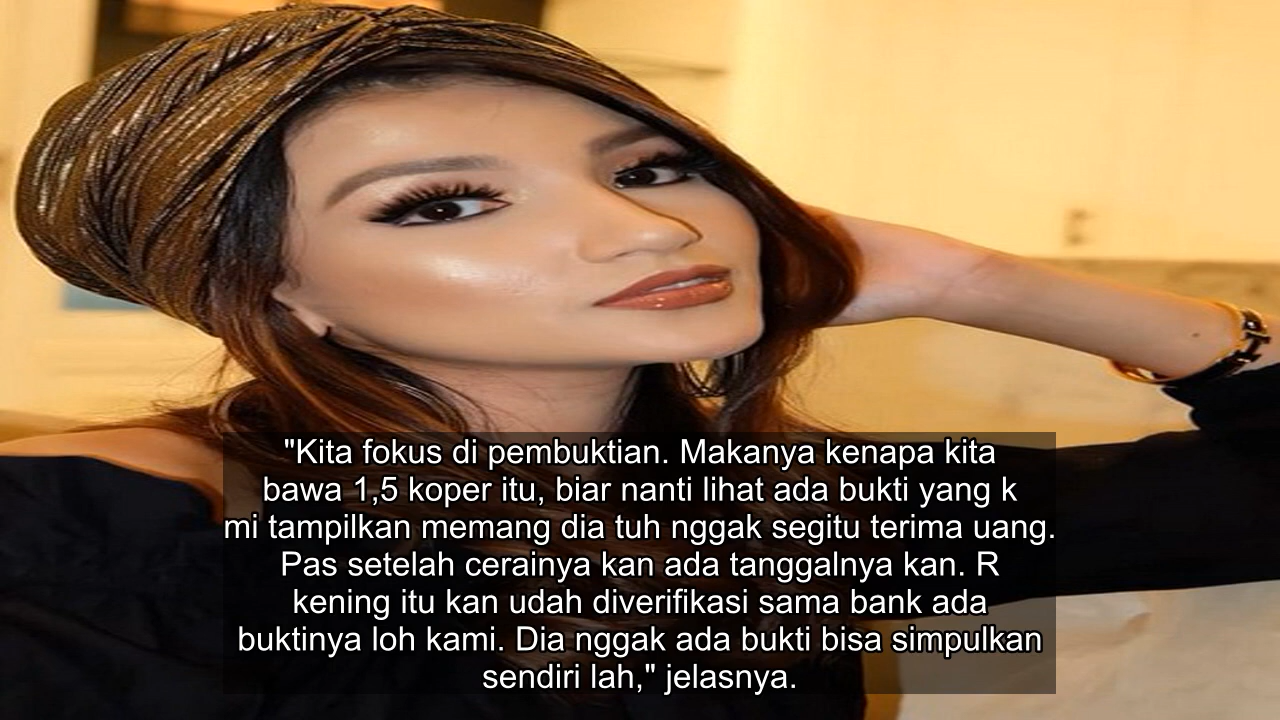 "Kita fokus di pembuktian. Makanya kenapa kita
bawa 1,5 koper itu, biar nanti lihat ada bukti yang k
mi tampilkan memang dia tuh nggak segitu terima uang.
Pas setelah cerainya kan ada tanggalnya kan. R
kening itu kan udah diverifikasi sama bank ada
buktinya loh kami. Dia nggak ada bukti bisa simpulkan
sendiri lah," jelasnya.